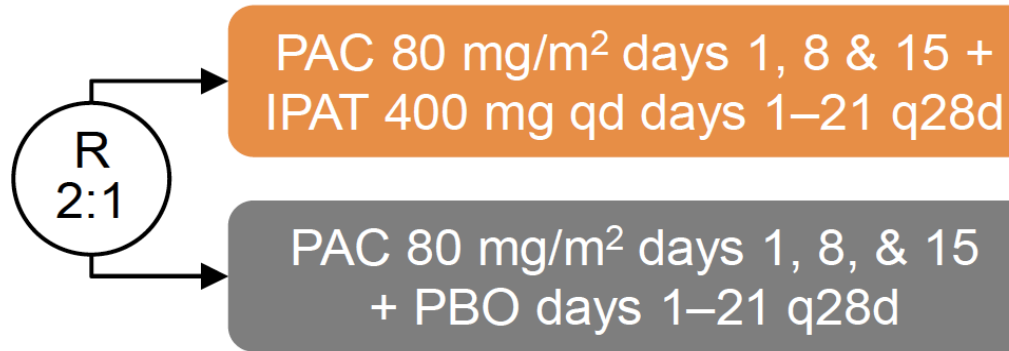 R
2:1
PAC 80 mg/m² days 1, 8 & 15 +
IPAT 400 mg qd days 1–21 q28d
PAC 80 mg/m² days 1, 8, & 15
+ PBO days 1–21 q28d